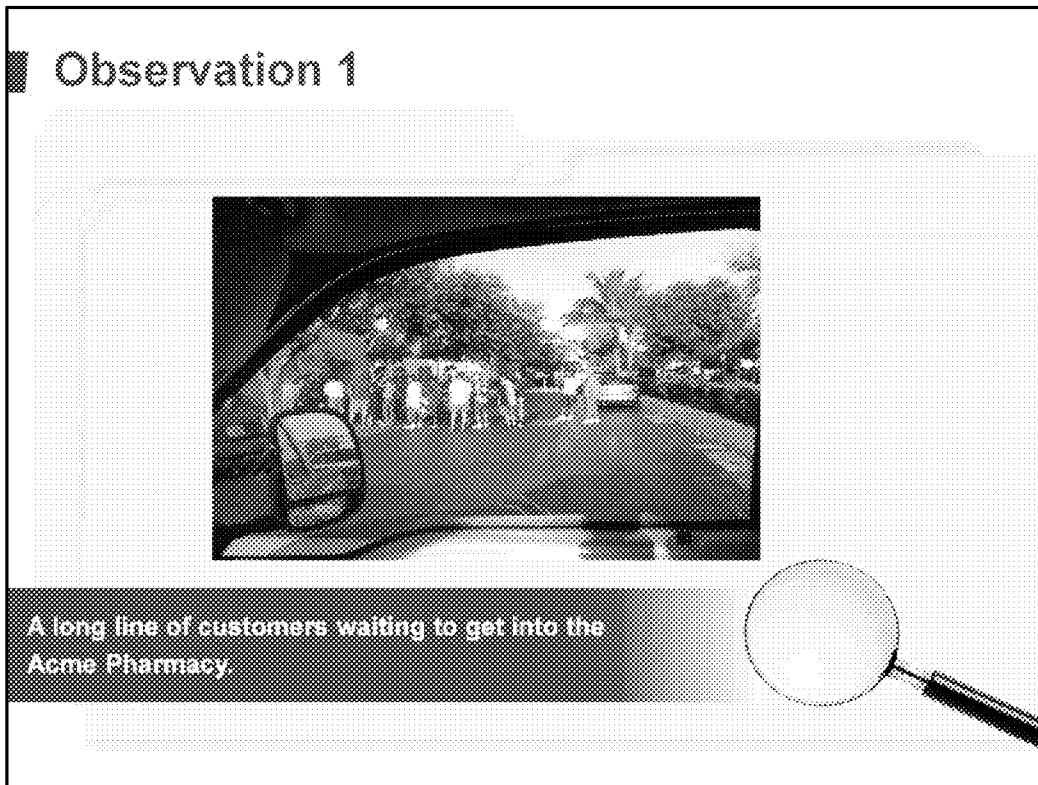 Observation 1
A long line of customers waiting to get into the
Acme Pharmacy.